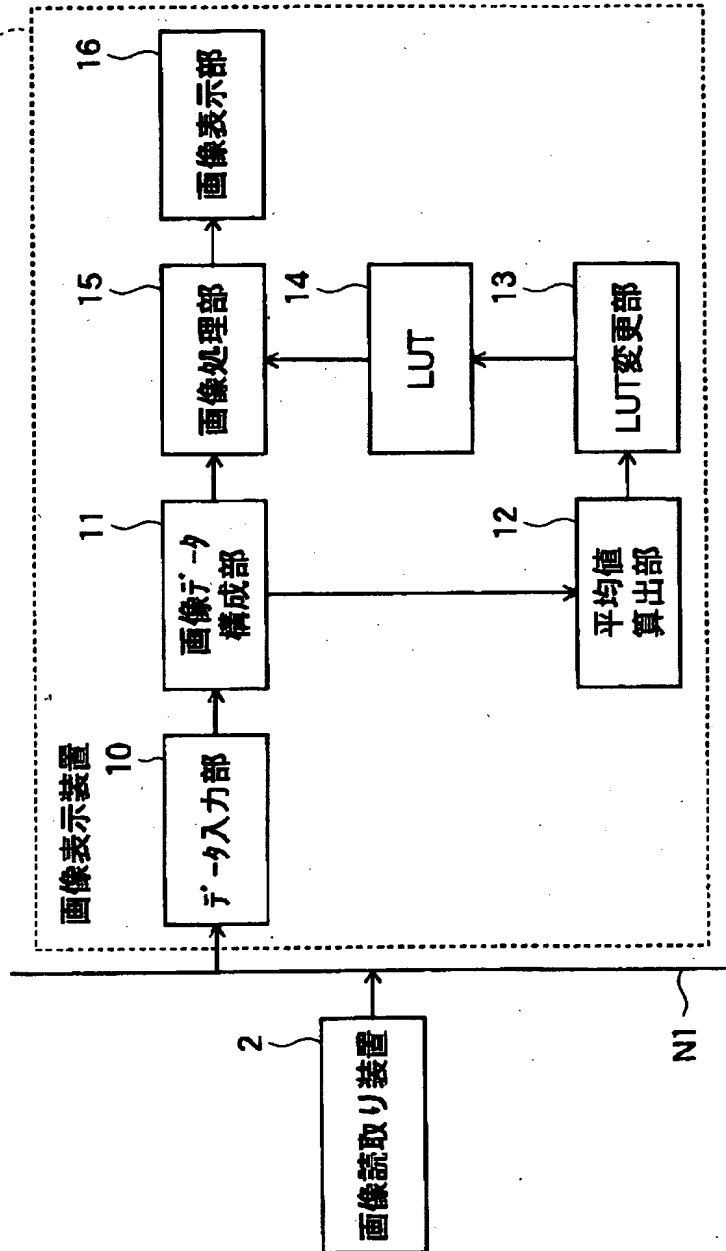 画像読取り装置
2
N1
画像表示装置
データ入力部
10
画像データ
構成部
11
画像処理部
15
画像表示部
16
平均値
算出部
12
LUT変更部
13
LUT
14